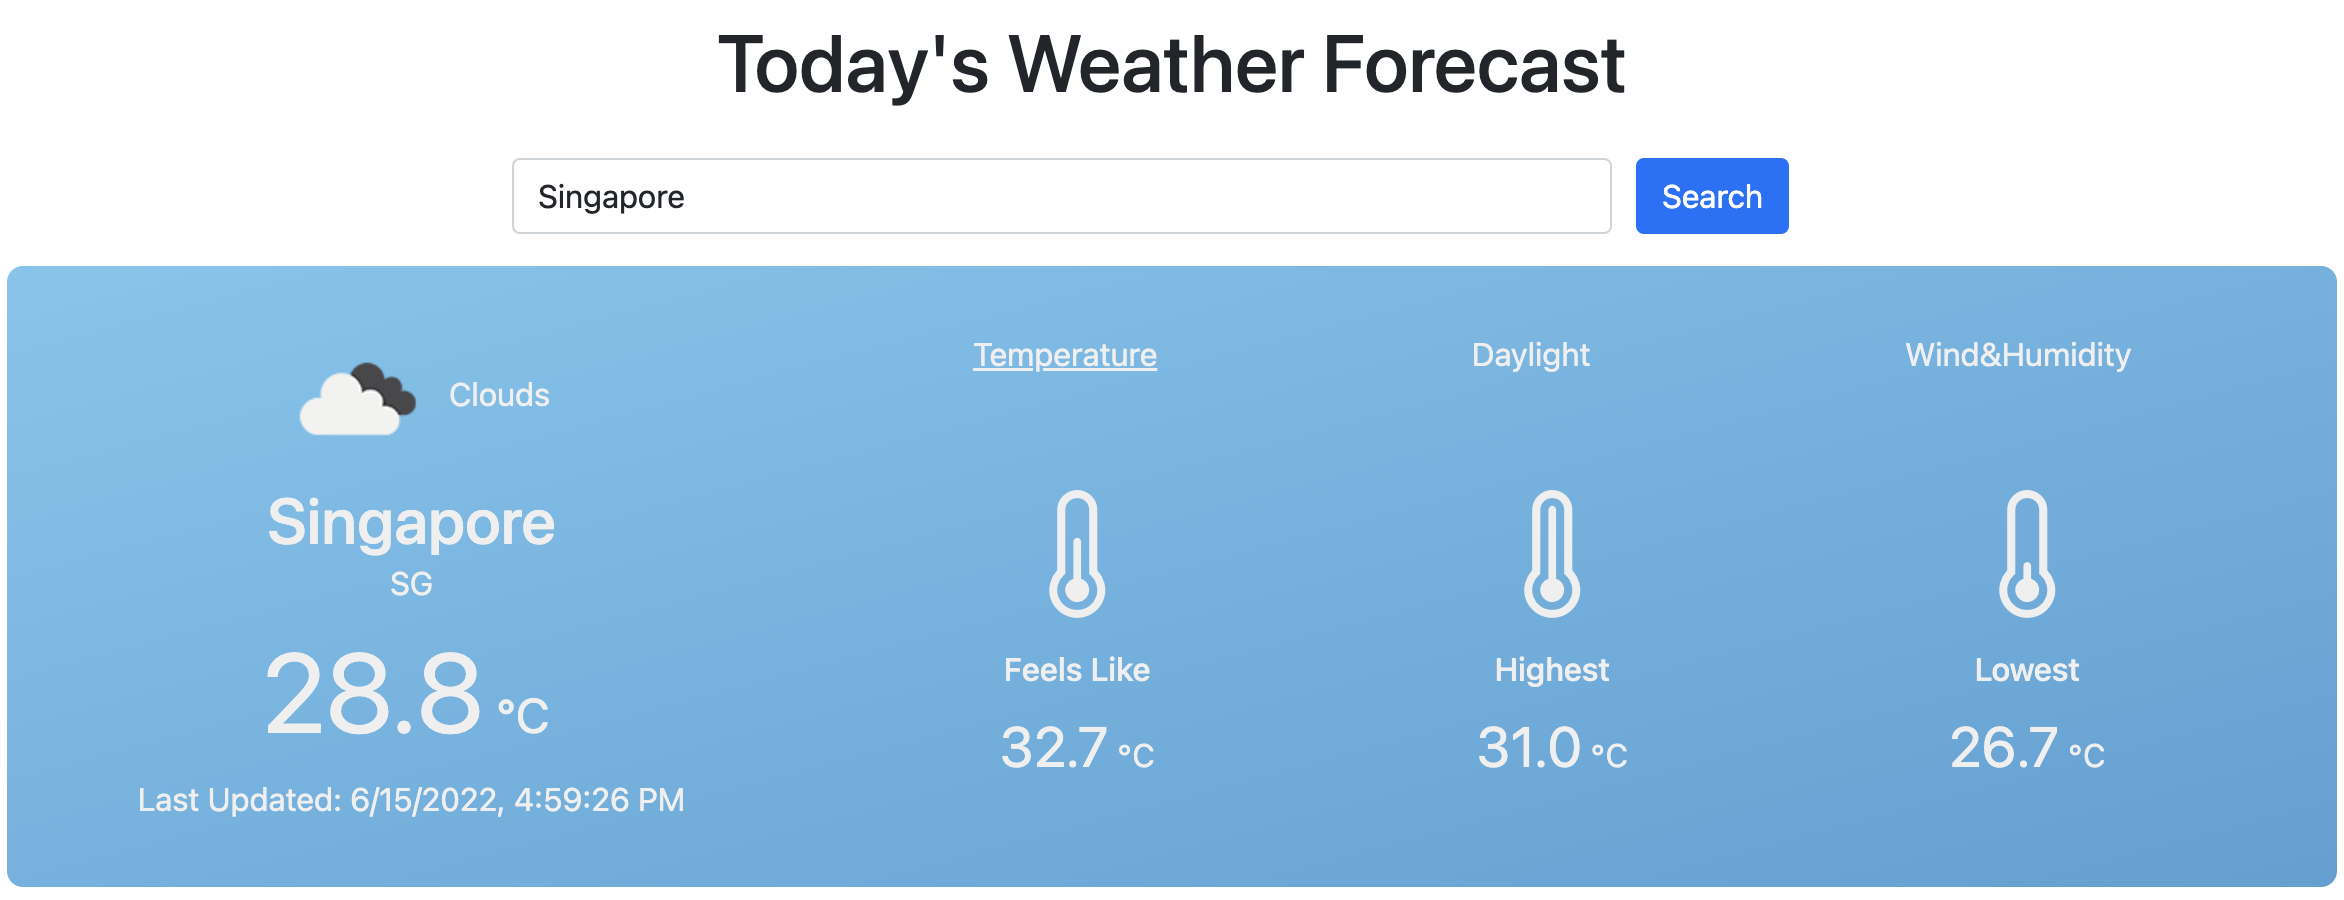 Today's Weather Forecast
Singapore
Search
Clouds
Singapore
SG
28.8 °C
Last Updated: 6/15/2022, 4:59:26 PM
Temperature Daylight Wind&Humidity
Feels Like Highest Lowest
32.7 °C 31.0 °C 26.7 °C